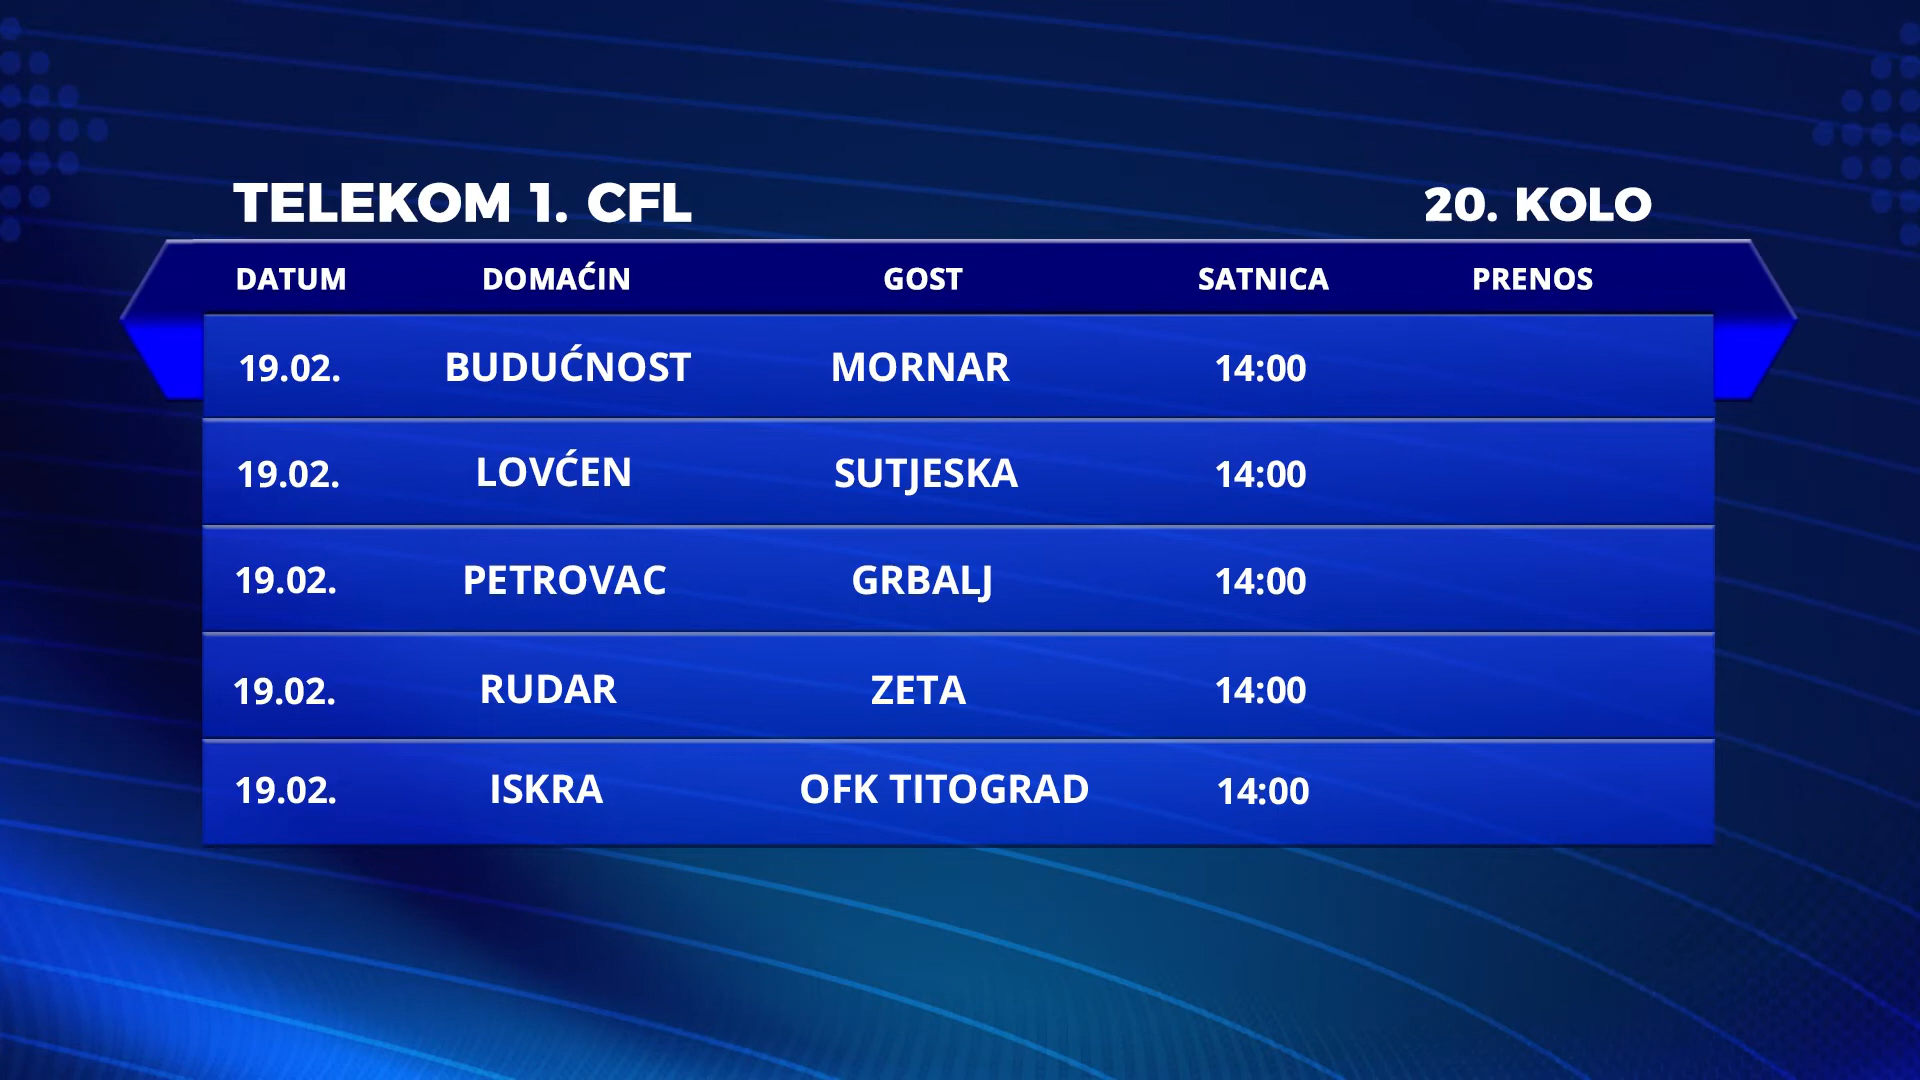 TELEKOM 1. CFL 20. KOLO
DATUM DOMAĆIN GOST SATNICA PRENOS
19.02. BUDUĆNOST MORNAR 14:00
19.02. LOVĆEN SUTJESKA 14:00
19.02. PETROVAC GRBALJ 14:00
19.02. RUDAR ZETA 14:00
19.02. ISKRA OFK TITOGRAD 14:00